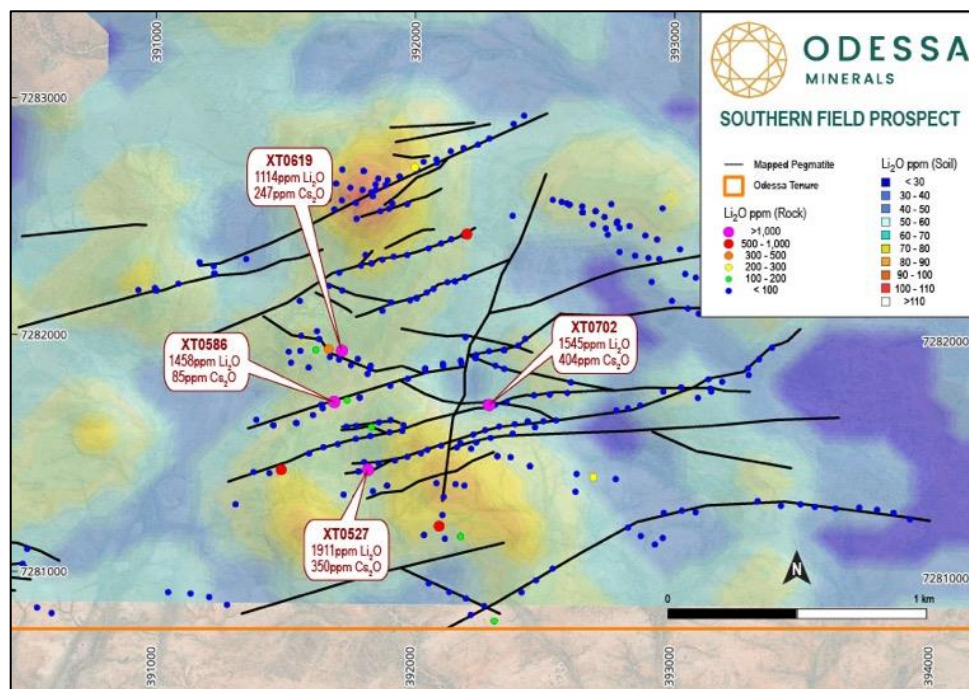 391000
392000
393000
ODESSA
MINERALS
SOUTHERN FIELD PROSPECT
Mapped Pegmatite
Odessa Tenure
Li₂O ppm (Rock)
>1,000
500 - 1,000
300 - 500
200 - 300
100 - 200
< 100
Li₂O ppm (Soil)
< 30
30 - 40
40 - 50
50 - 60
60 - 70
70 - 80
80 - 90
90 - 100
100 - 110
>110
7283000
XT0619
1114ppm Li₂O
247ppm Cs₂O
7282000
7282000
XT0586
1458ppm Li₂O
85ppm Cs₂O
XT0702
1545ppm Li₂O
404ppm Cs₂O
XT0527
1911ppm Li₂O
350ppm Cs₂O
7281000
7281000
N
0
1 km
391000
392000
393000
394000